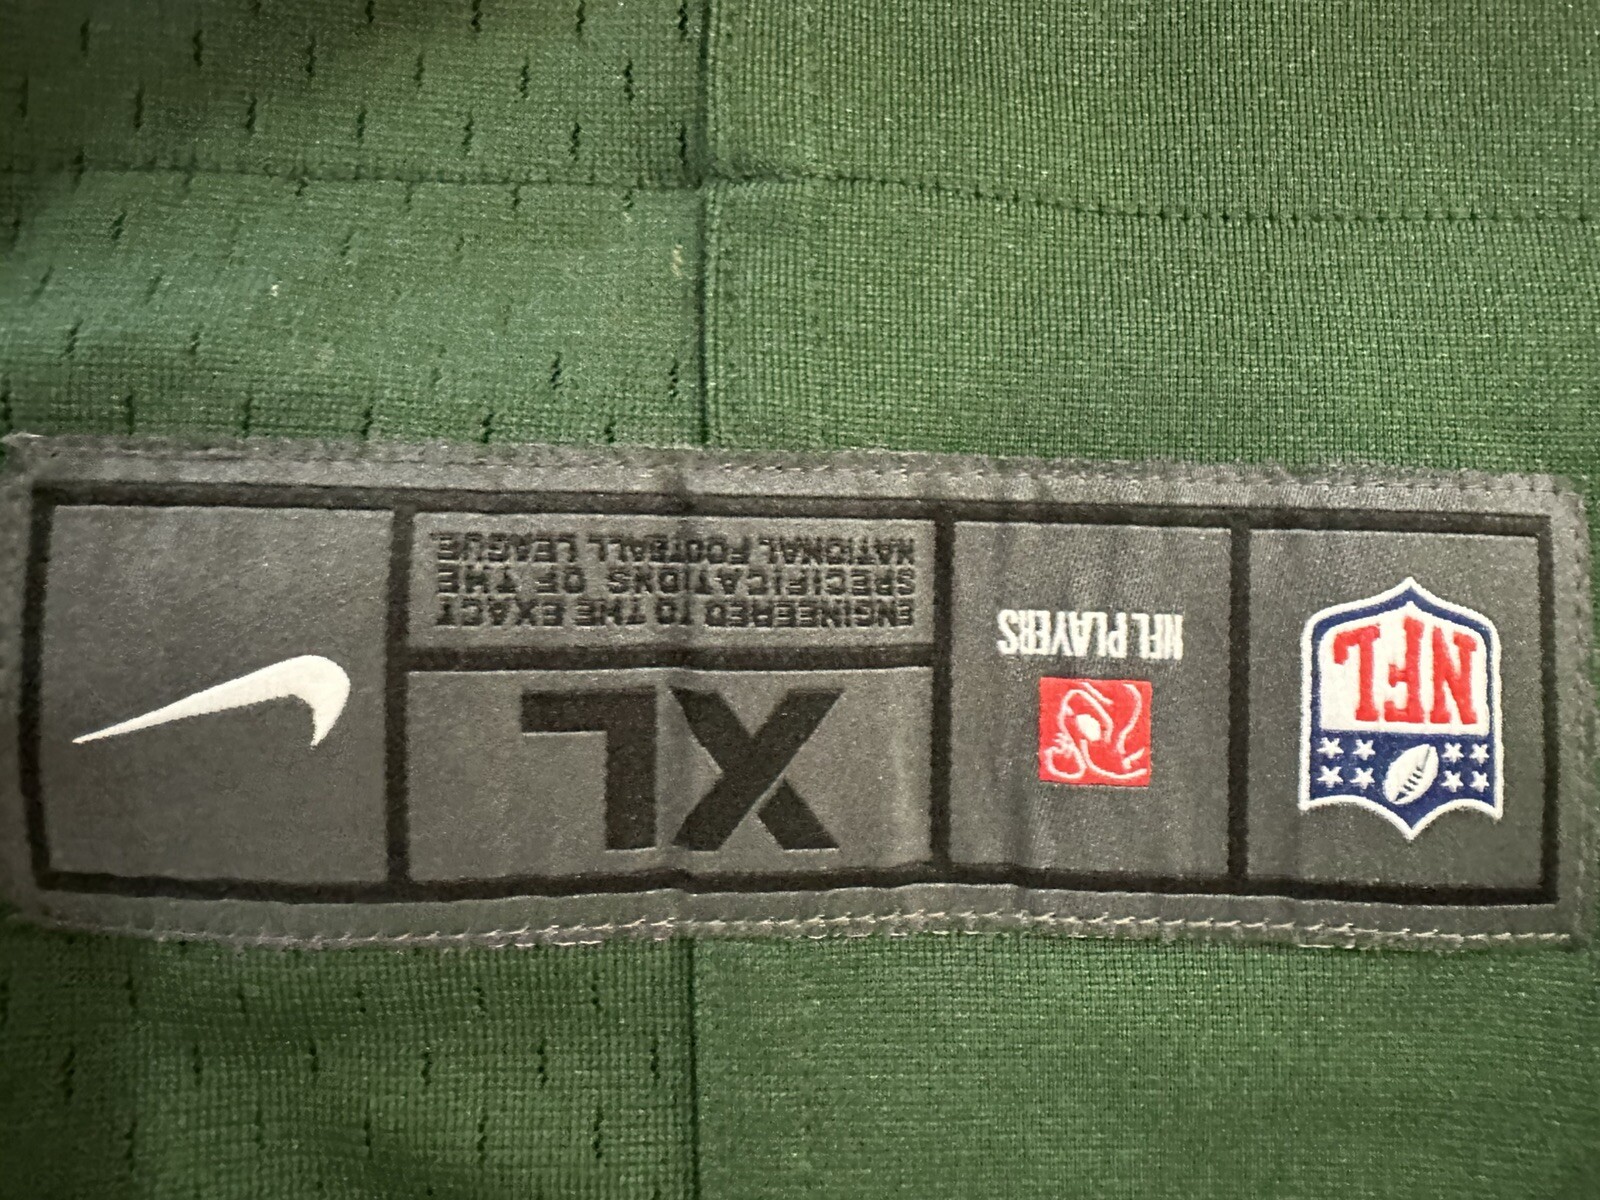 NFL
NFL PLAYERS
XL
ENGINEERED TO THE EXACT
SPECIFICATIONS OF THE
NATIONAL FOOTBALL LEAGUE.